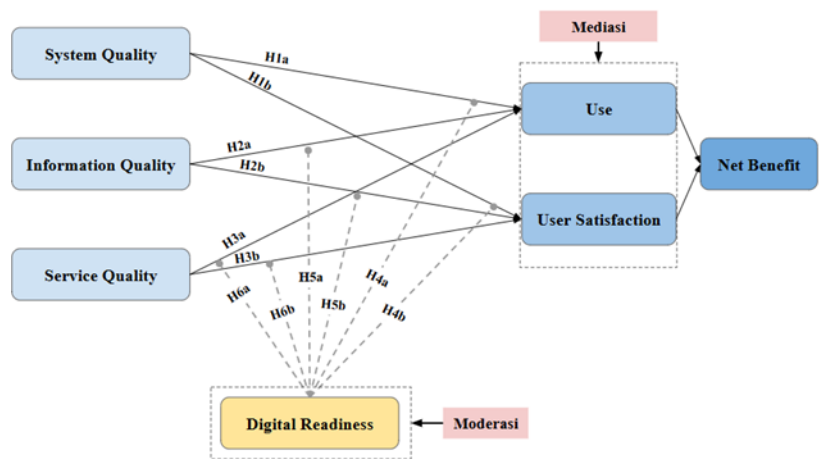 Mediasi
System Quality
H1a
H1b
Use
Information Quality
H2a
H2b
Net Benefit
User Satisfaction
Service Quality
H3a
H3b
H6a
H6b
H5a
H5b
H4a
H4b
Digital Readiness
Moderasi